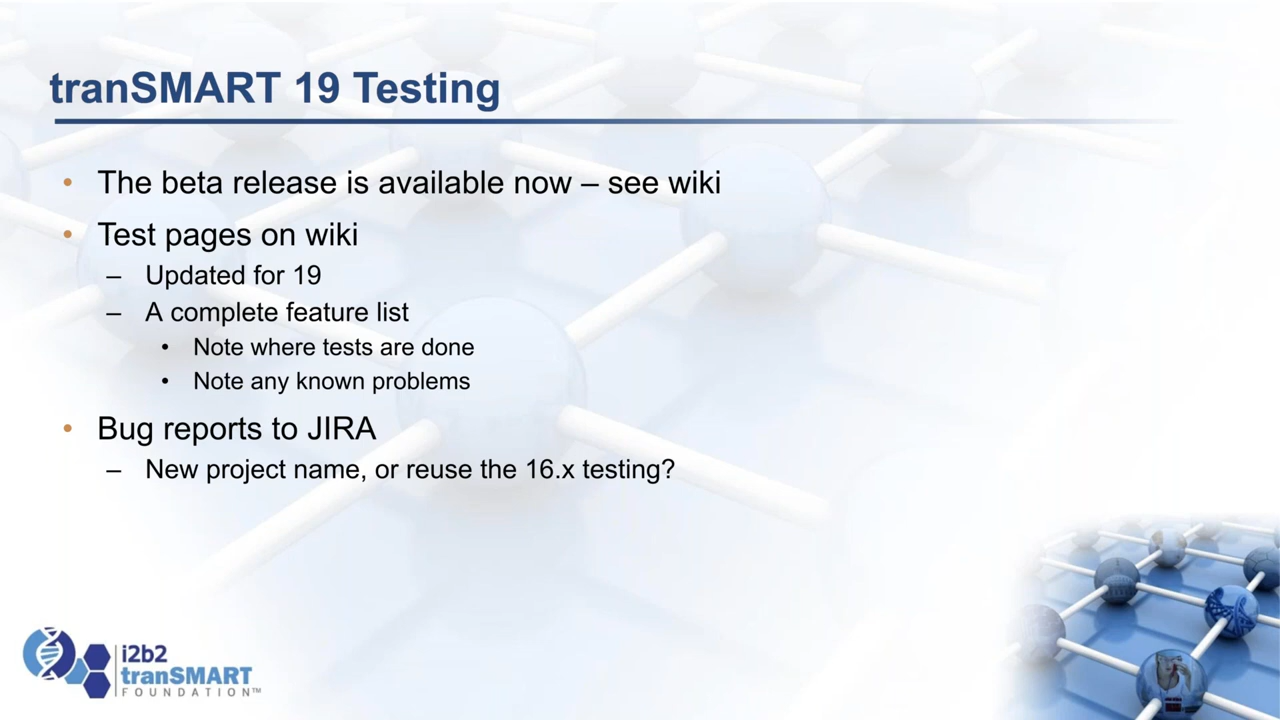 tranSMART 19 Testing
• The beta release is available now – see wiki
• Test pages on wiki
– Updated for 19
– A complete feature list
• Note where tests are done
• Note any known problems
• Bug reports to JIRA
– New project name, or reuse the 16.x testing?
i2b2
tranSMART
FOUNDATION™